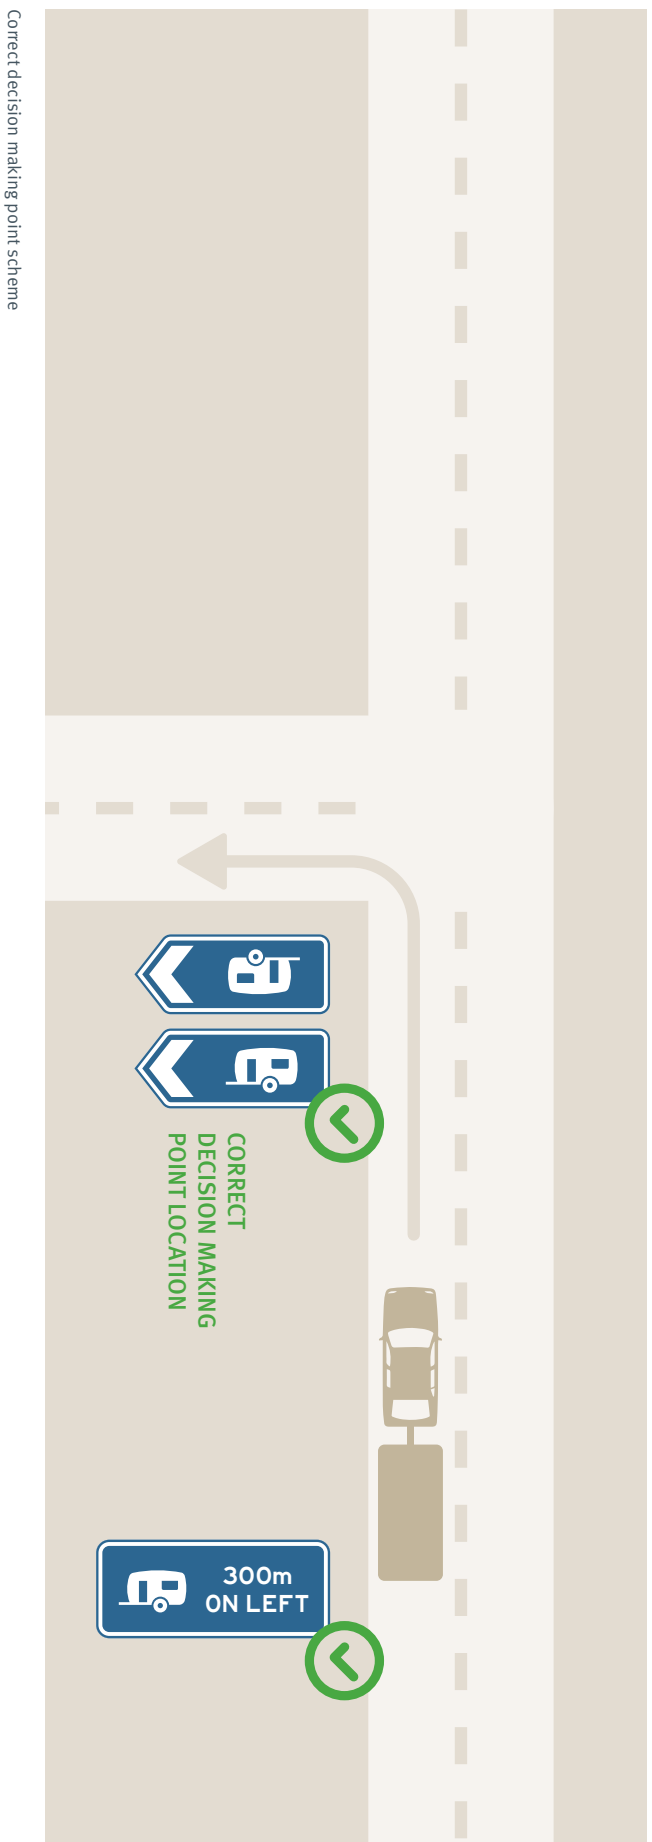 Correct decision making point scheme
CORRECT
DECISION MAKING
POINT LOCATION
300m
ON LEFT